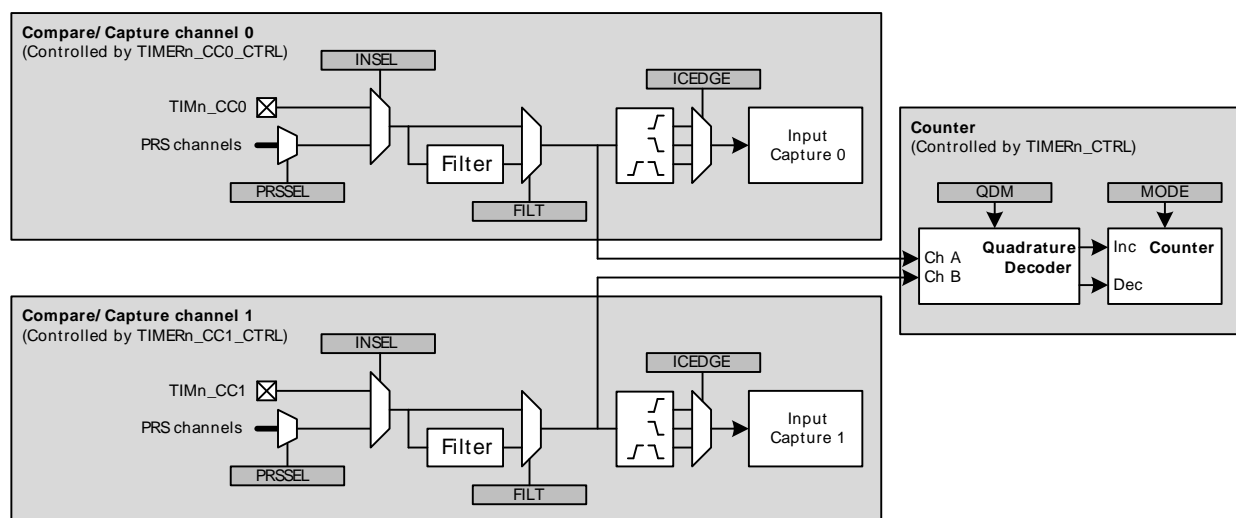 Compare/ Capture channel 0
(Controlled by TIMERn_CC0_CTRL)
INSEL
ICEDGE
TIMn_CC0
PRS channels
Filter
PRSSEL
FILT
Input
Capture 0
Counter
(Controlled by TIMERn_CTRL)
QDM
MODE
Ch A
Ch B
Quadrature
Decoder
Inc
Counter
Dec
Compare/ Capture channel 1
(Controlled by TIMERn_CC1_CTRL)
INSEL
ICEDGE
TIMn_CC1
PRS channels
Filter
PRSSEL
FILT
Input
Capture 1